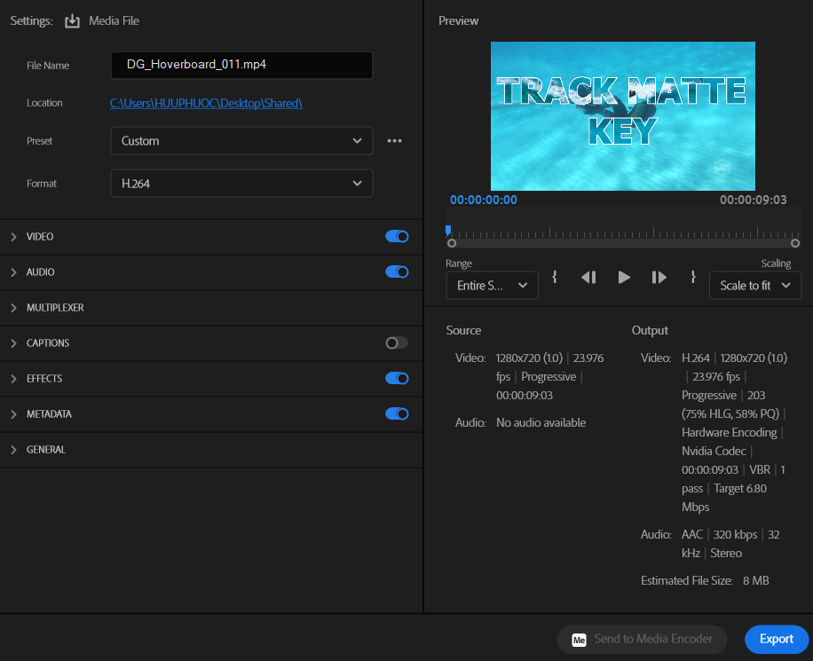 Settings: Media File
File Name DG_Hoverboard_011.mp4
Location C:\Users\HUUPHUOC\Desktop\Shared\
Preset Custom
Format H.264
VIDEO
AUDIO
MULTIPLEXER
CAPTIONS
EFFECTS
METADATA
GENERAL
Preview
TRACK MATTE
KEY
00:00:00:00 00:00:09:03
Range Scaling
Entire S... Scale to fit
Source
Video: 1280x720 (1.0) | 23.976
fps | Progressive |
00:00:09:03
Audio: No audio available
Output
Video: H.264 | 1280x720 (1.0)
| 23.976 fps |
Progressive | 203
(75% HLG, 58% PQ) |
Hardware Encoding |
Nvidia Codec |
00:00:09:03 | VBR | 1
pass | Target 6.80
Mbps
Audio: AAC | 320 kbps | 32
kHz | Stereo
Estimated File Size: 8 MB
Me Send to Media Encoder Export